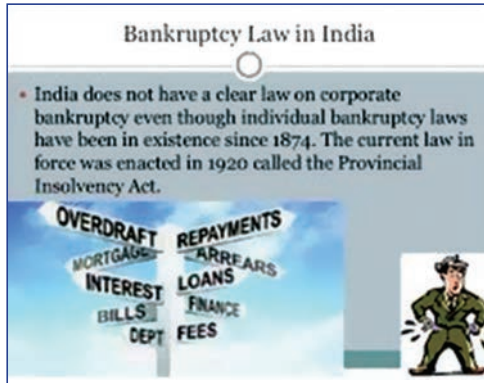 Bankruptcy Law in India
• India does not have a clear law on corporate
bankruptcy even though individual bankruptcy laws
have been in existence since 1874. The current law in
force was enacted in 1920 called the Provincial
Insolvency Act.
OVERDRAFT
REPAYMENTS
MORTGAGE
ARREARS
INTEREST
LOANS
BILLS
FINANCE
DEPT
FEES